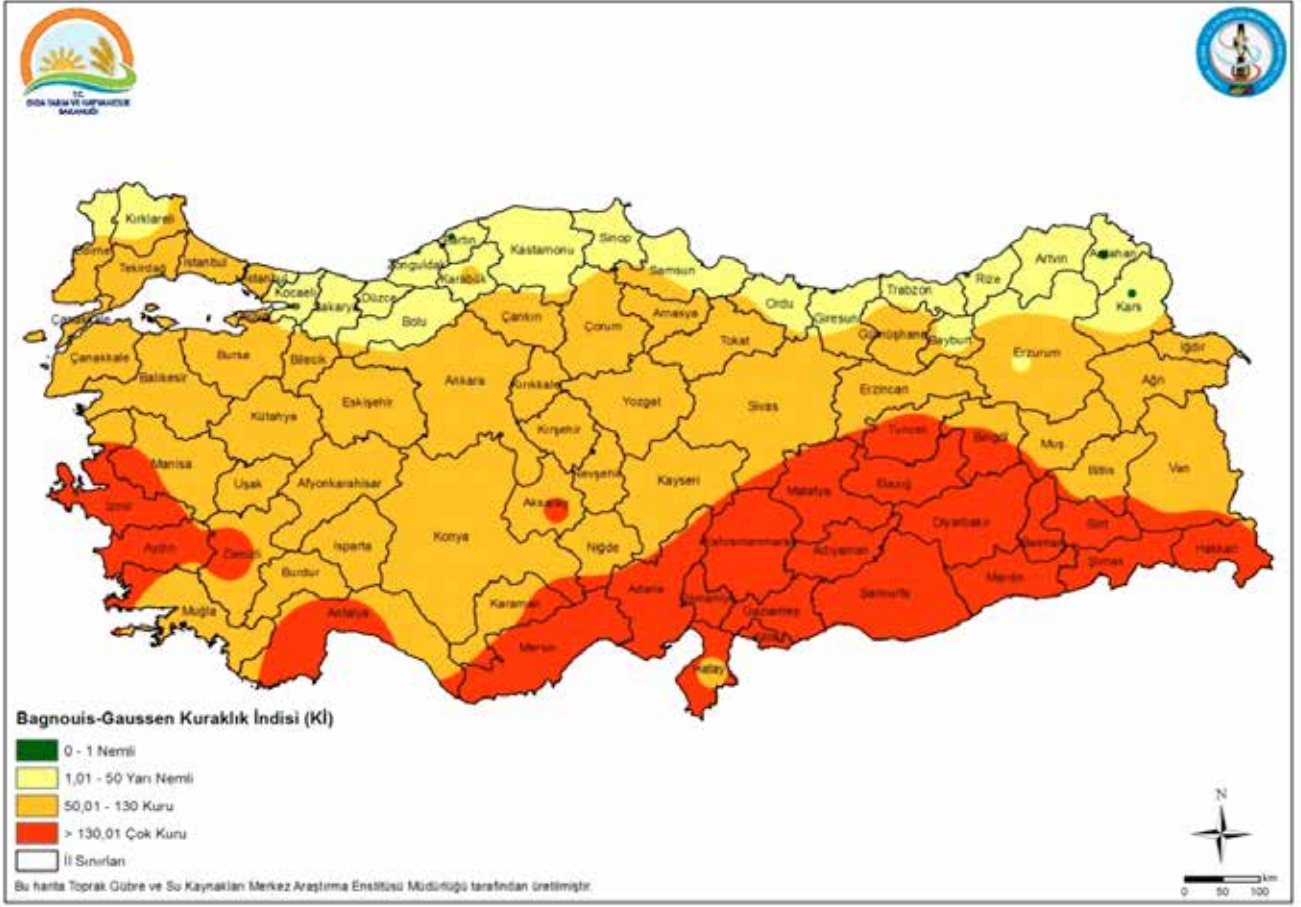 T.C.
GIDA TARIM VE HAYVANCILIK
BAKANLIĞI
Kırklareli
Edirne
Tekirdağ
İstanbul
İstanbul
Kocaeli
Sakarya
Düzce
Zonguldak
Bartın
Karabük
Kastamonu
Sinop
Samsun
Bolu
Çankırı
Çorum
Amasya
Tokat
Ordu
Giresun
Trabzon
Rize
Artvin
Ardahan
Kars
Gümüşhane
Bayburt
Erzurum
Iğdır
Ağrı
Çanakkale
Çanakkale
Balıkesir
Bursa
Bilecik
Kütahya
Eskişehir
Ankara
Kırıkkale
Kırşehir
Yozgat
Sivas
Erzincan
Tunceli
Bingöl
Muş
Bitlis
Van
Manisa
Uşak
Afyonkarahisar
Aksaray
Nevşehir
Kayseri
Malatya
Elazığ
Diyarbakır
Siirt
İzmir
Aydın
Denizli
Isparta
Burdur
Konya
Niğde
Kahramanmaraş
Adıyaman
Batman
Şırnak
Hakkari
Muğla
Antalya
Karaman
Mersin
Adana
Osmaniye
Gaziantep
Kilis
Şanlıurfa
Mardin
Hatay
Bagnouis-Gaussen Kuraklık İndisi (Kİ)
0 - 1 Nemli
1,01 - 50 Yarı Nemli
50,01 - 130 Kuru
> 130,01 Çok Kuru
İl Sınırları
Bu harita Toprak Gübre ve Su Kaynakları Merkez Araştırma Enstitüsü Müdürlüğü tarafından üretilmiştir.
N
km
0 50 100